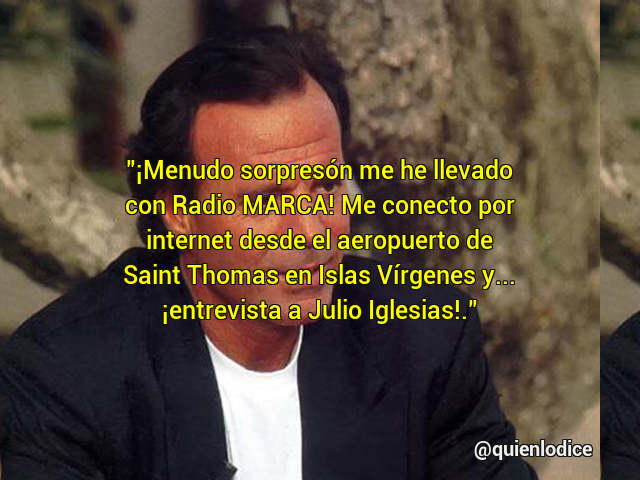 "¡Menudo sorpresón me he llevado
con Radio MARCA! Me conecto por
internet desde el aeropuerto de
Saint Thomas en Islas Vírgenes y...
¡entrevista a Julio Iglesias!."
@quienlodice